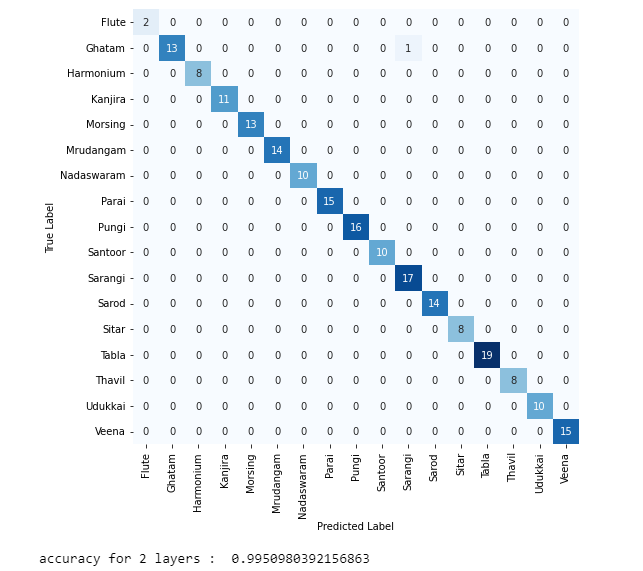 Flute 2 0 0 0 0 0 0 0 0 0 0 0 0 0 0 0 0
Ghatam 0 13 0 0 0 0 0 0 0 0 1 0 0 0 0 0 0
Harmonium 0 0 8 0 0 0 0 0 0 0 0 0 0 0 0 0 0
Kanjira 0 0 0 11 0 0 0 0 0 0 0 0 0 0 0 0 0
Morsing 0 0 0 0 13 0 0 0 0 0 0 0 0 0 0 0 0
Mrudangam 0 0 0 0 0 14 0 0 0 0 0 0 0 0 0 0 0
Nadaswaram 0 0 0 0 0 0 10 0 0 0 0 0 0 0 0 0 0
Parai 0 0 0 0 0 0 0 15 0 0 0 0 0 0 0 0 0
Pungi 0 0 0 0 0 0 0 0 16 0 0 0 0 0 0 0 0
Santoor 0 0 0 0 0 0 0 0 0 10 0 0 0 0 0 0 0
Sarangi 0 0 0 0 0 0 0 0 0 0 17 0 0 0 0 0 0
Sarod 0 0 0 0 0 0 0 0 0 0 0 14 0 0 0 0 0
Sitar 0 0 0 0 0 0 0 0 0 0 0 0 8 0 0 0 0
Tabla 0 0 0 0 0 0 0 0 0 0 0 0 0 19 0 0 0
Thavil 0 0 0 0 0 0 0 0 0 0 0 0 0 0 8 0 0
Udukkai 0 0 0 0 0 0 0 0 0 0 0 0 0 0 0 10 0
Veena 0 0 0 0 0 0 0 0 0 0 0 0 0 0 0 0 15
True Label
Flute
Ghatam
Harmonium
Kanjira
Morsing
Mrudangam
Nadaswaram
Parai
Pungi
Santoor
Sarangi
Sarod
Sitar
Tabla
Thavil
Udukkai
Veena
Predicted Label
accuracy for 2 layers :  0.9950980392156863